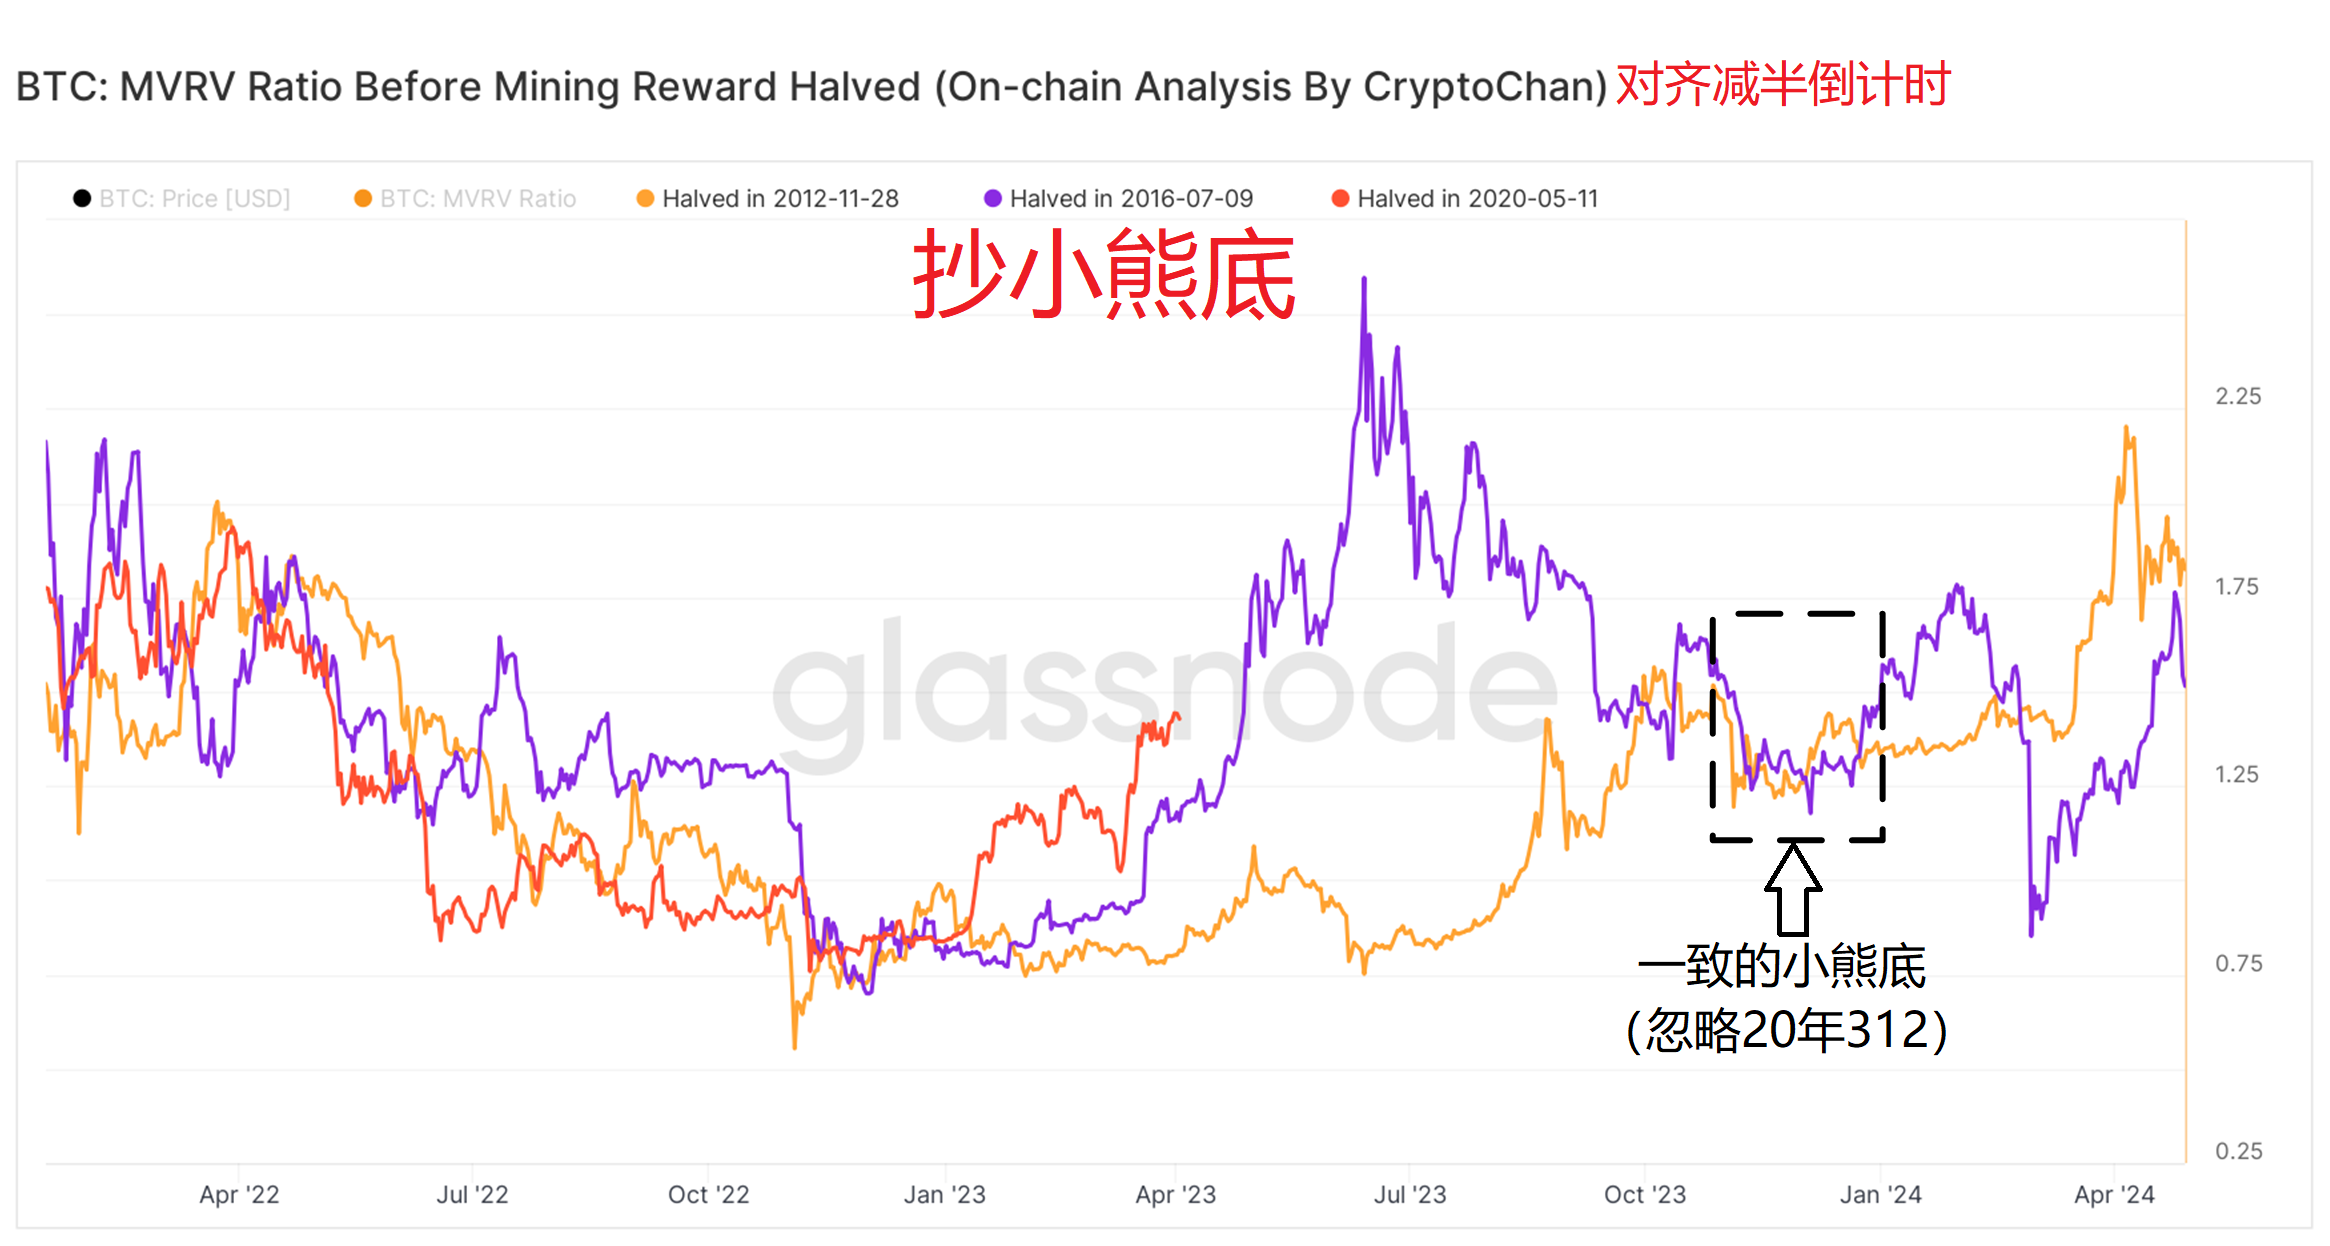 BTC: MVRV Ratio Before Mining Reward Halved (On-chain Analysis By CryptoChan) 对齐减半倒计时
BTC: Price [USD] BTC: MVRV Ratio Halved in 2012-11-28 Halved in 2016-07-09 Halved in 2020-05-11
抄小熊底
2.25
1.75
glassnode
1.25
一致的小熊底
0.75
（忽略20年312）
0.25
Apr '22 Jul '22 Oct '22 Jan '23 Apr '23 Jul '23 Oct '23 Jan '24 Apr '24